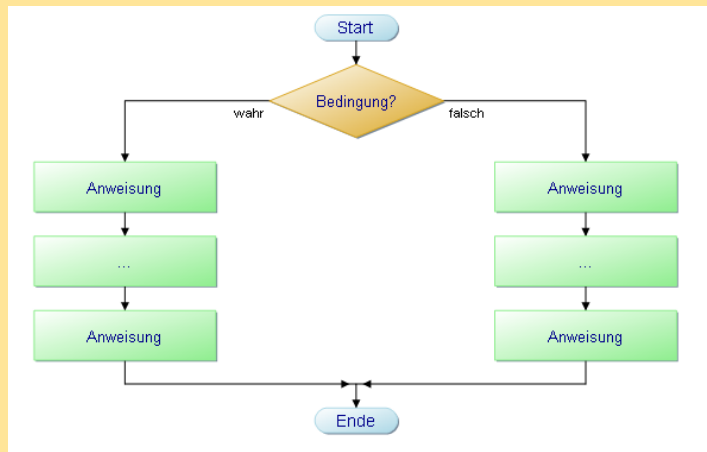 Start
Bedingung?
wahr
falsch
Anweisung
Anweisung
...
...
Anweisung
Anweisung
Ende